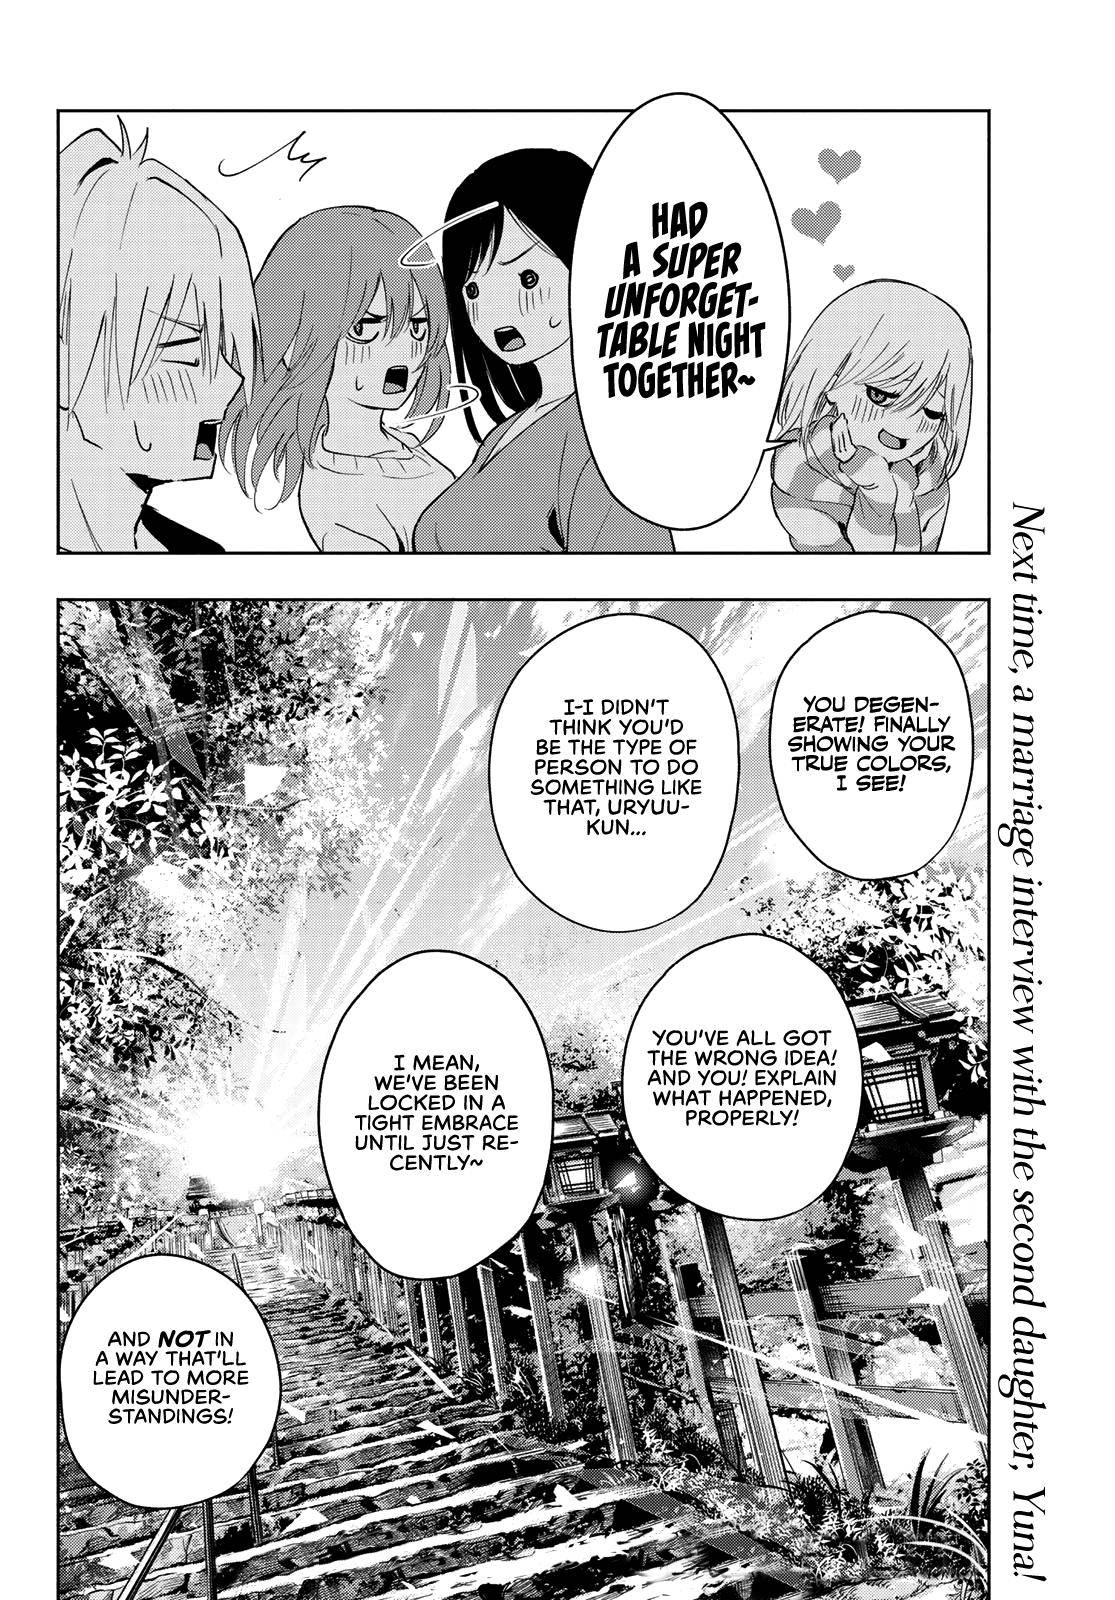 HAD
A SUPER
UNFORGET-
TABLE NIGHT
TOGETHER~
YOU DEGEN-
ERATE! FINALLY
SHOWING YOUR
TRUE COLORS,
I SEE!
I-I DIDN'T
THINK YOU'D
BE THE TYPE OF
PERSON TO DO
SOMETHING LIKE
THAT, URYUU-
KUN...
YOU'VE ALL GOT
THE WRONG IDEA!
AND YOU! EXPLAIN
WHAT HAPPENED,
PROPERLY!
I MEAN,
WE'VE BEEN
LOCKED IN A
TIGHT EMBRACE
UNTIL JUST RE-
CENTLY~
AND NOT IN
A WAY THAT'LL
LEAD TO MORE
MISUNDER-
STANDINGS!
Next time, a marriage interview with the second daughter, Yuna!